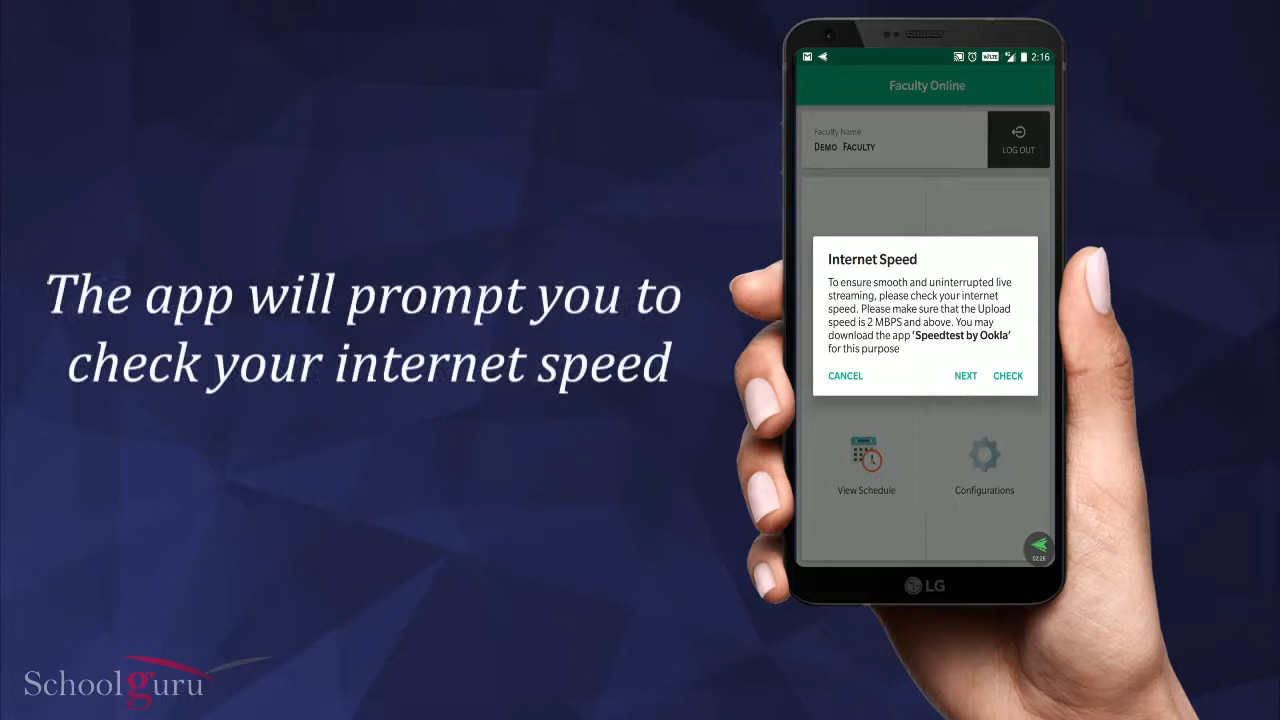 The app will prompt you to
check your internet speed
Schoolguru
2:16
Faculty Online
Faculty Name
DEMO FACULTY
LOG OUT
Internet Speed
To ensure smooth and uninterrupted live
streaming, please check your internet
speed. Please make sure that the Upload
speed is 2 MBPS and above. You may
download the app 'Speedtest by Ookla'
for this purpose
CANCEL NEXT CHECK
View Schedule Configurations
02:26
LG